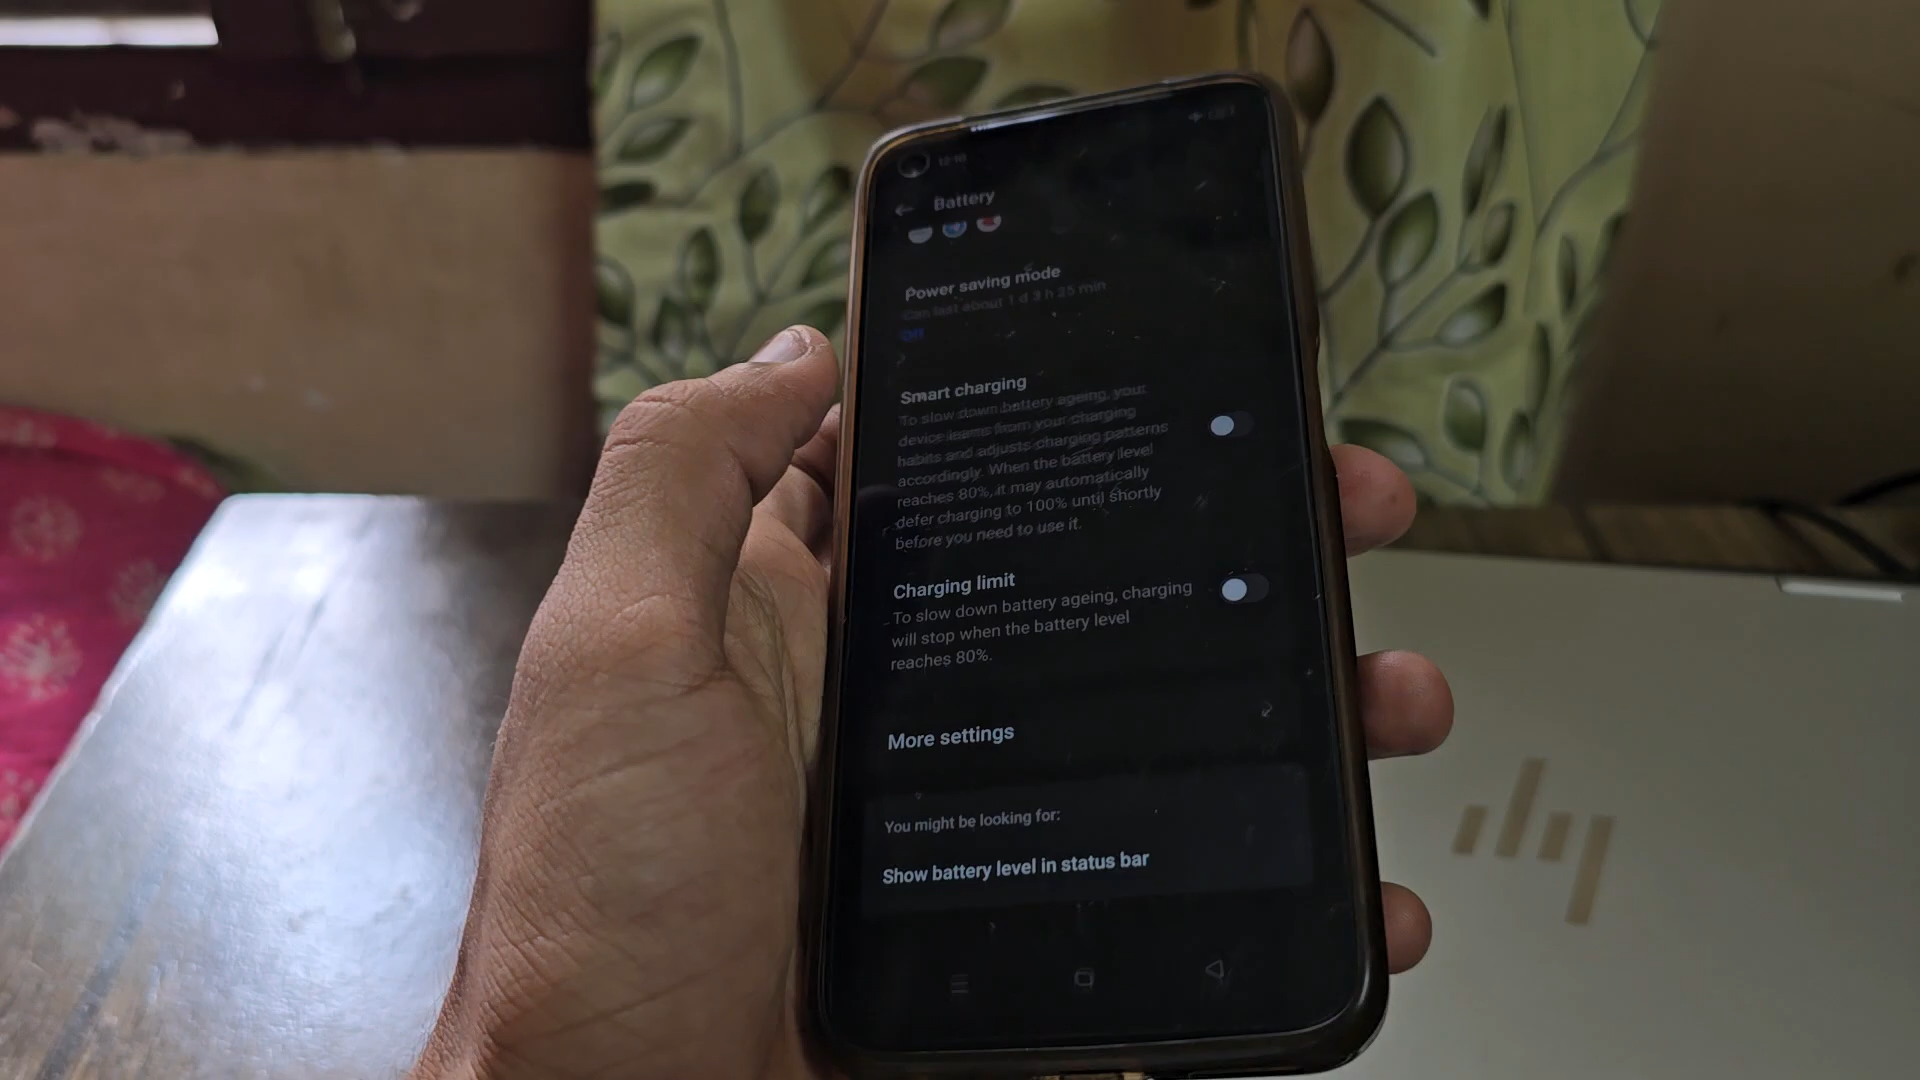 12:10
Battery
Power saving mode
Can last about 1 d 3 h 35 min
Off
Smart charging
To slow down battery ageing, your
device learns from your charging
habits and adjusts charging patterns
accordingly. When the battery level
reaches 80%, it may automatically
defer charging to 100% until shortly
before you need to use it.
Charging limit
To slow down battery ageing, charging
will stop when the battery level
reaches 80%.
More settings
You might be looking for:
Show battery level in status bar
hp